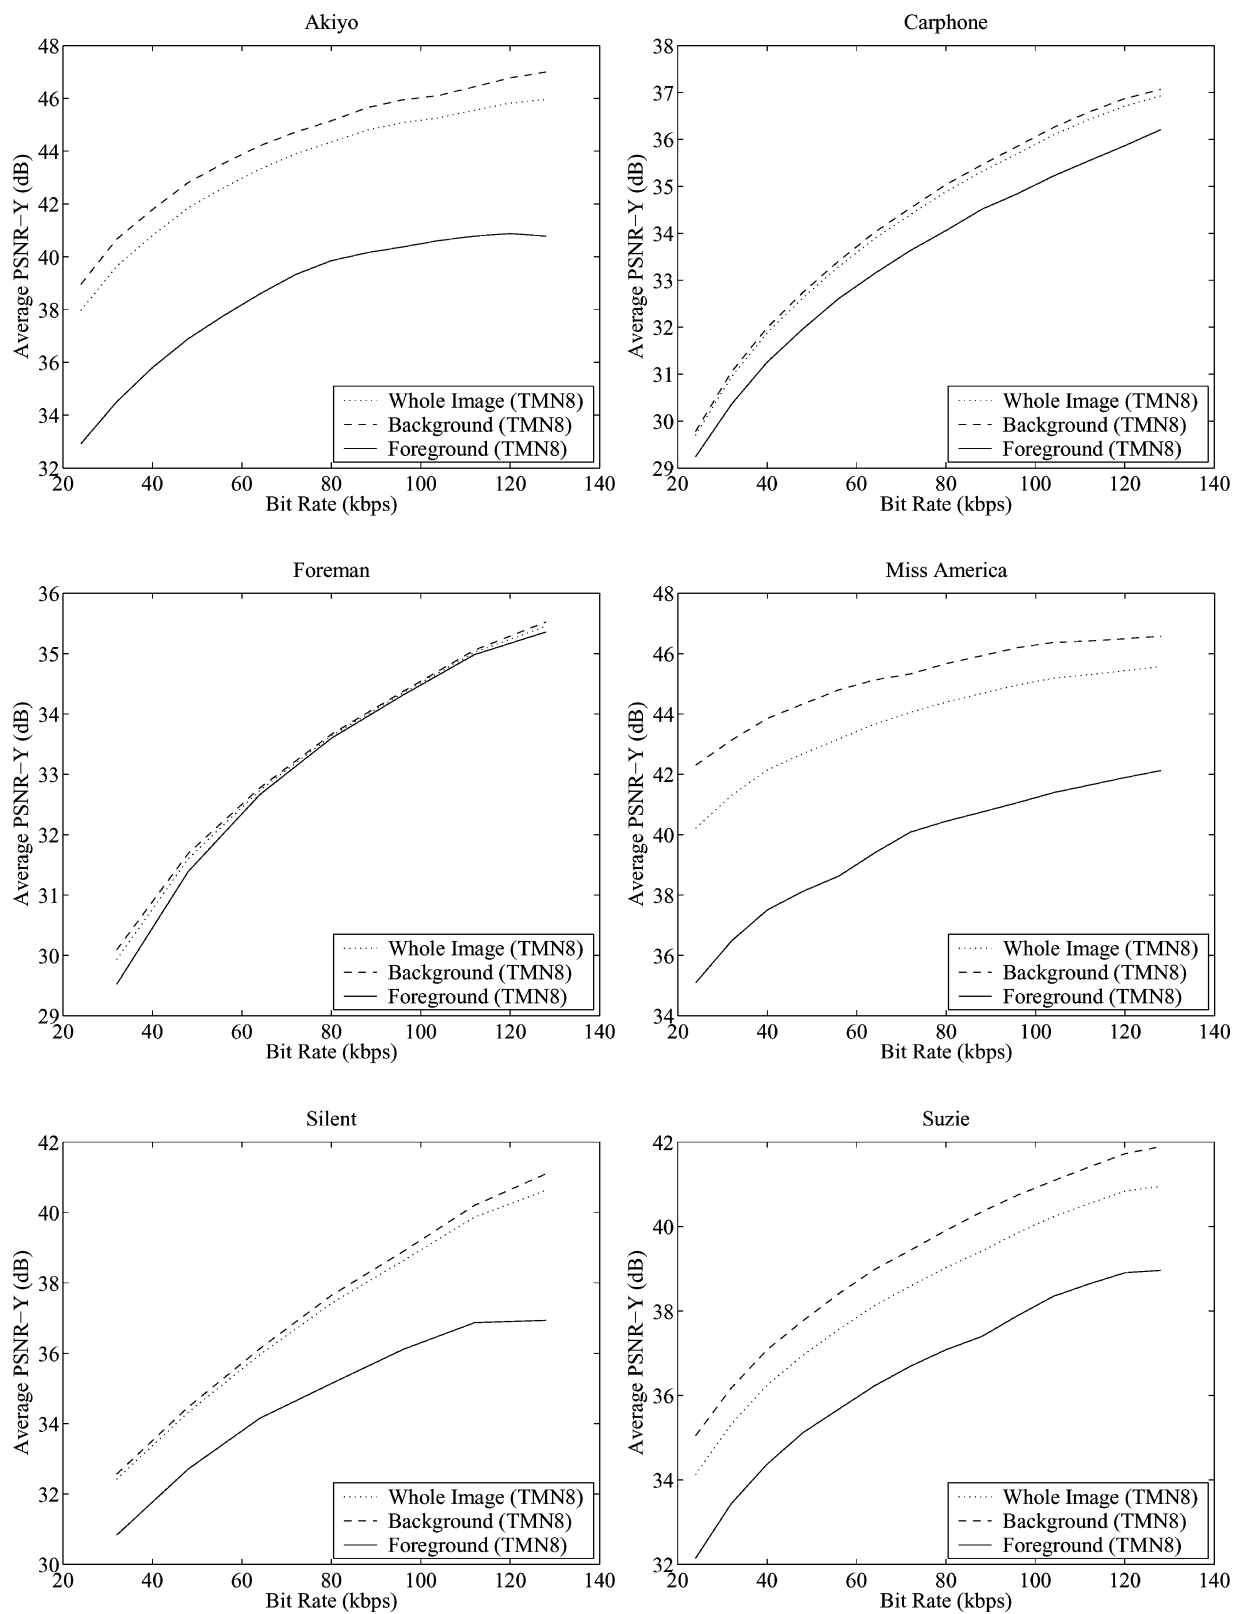 Akiyo
Average PSNR−Y (dB)
48
46
44
42
40
38
36
34
32
20 40 60 80 100 120 140
Bit Rate (kbps)
Whole Image (TMN8)
Background (TMN8)
Foreground (TMN8)
Carphone
Average PSNR−Y (dB)
38
37
36
35
34
33
32
31
30
29
20 40 60 80 100 120 140
Bit Rate (kbps)
Whole Image (TMN8)
Background (TMN8)
Foreground (TMN8)
Foreman
Average PSNR−Y (dB)
36
35
34
33
32
31
30
29
20 40 60 80 100 120 140
Bit Rate (kbps)
Whole Image (TMN8)
Background (TMN8)
Foreground (TMN8)
Miss America
Average PSNR−Y (dB)
48
46
44
42
40
38
36
34
20 40 60 80 100 120 140
Bit Rate (kbps)
Whole Image (TMN8)
Background (TMN8)
Foreground (TMN8)
Silent
Average PSNR−Y (dB)
42
40
38
36
34
32
30
20 40 60 80 100 120 140
Bit Rate (kbps)
Whole Image (TMN8)
Background (TMN8)
Foreground (TMN8)
Suzie
Average PSNR−Y (dB)
42
40
38
36
34
32
20 40 60 80 100 120 140
Bit Rate (kbps)
Whole Image (TMN8)
Background (TMN8)
Foreground (TMN8)